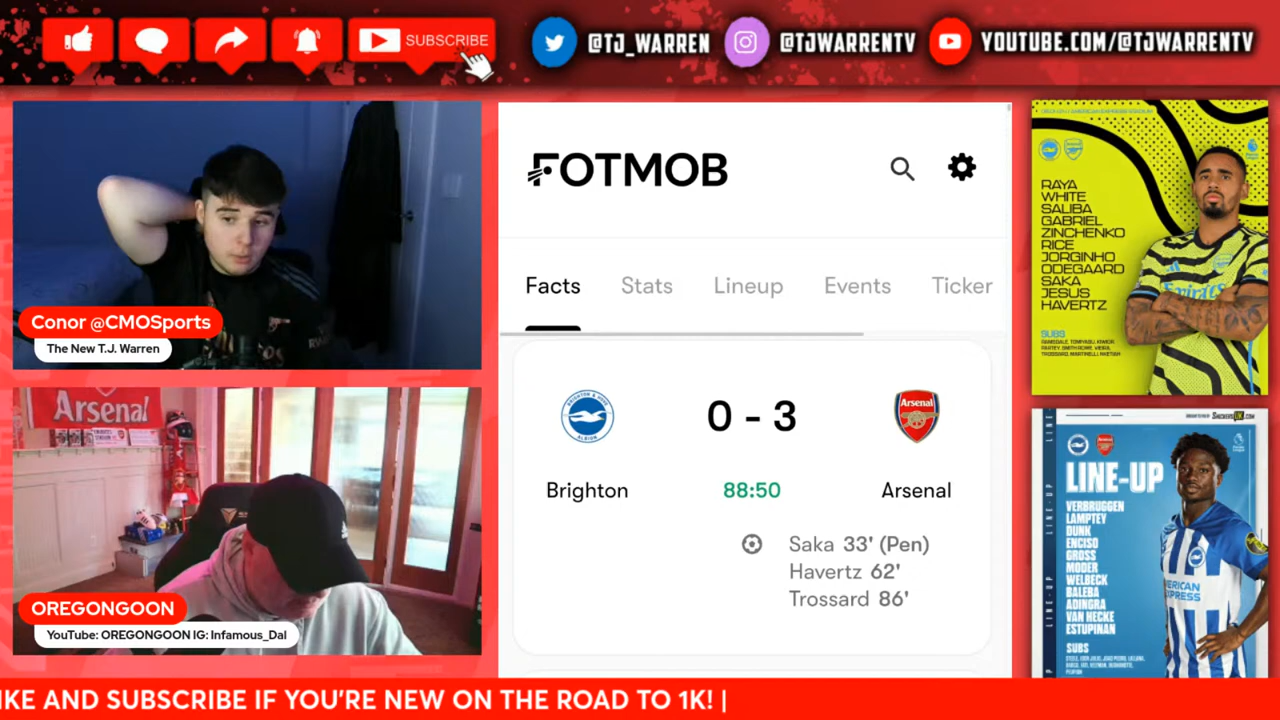 SUBSCRIBE
@TJ_WARREN
@TJWARRENTV
YOUTUBE.COM/@TJWARRENTV
Conor @CMOSports
The New T.J. Warren
Arsenal
OREGONGOON
YouTube: OREGONGOON IG: Infamous_Dal
FOTMOB
Facts Stats Lineup Events Ticker
Arsenal
0 - 3
Brighton 88:50 Arsenal
Saka 33' (Pen)
Havertz 62'
Trossard 86'
RAYA
WHITE
SALIBA
GABRIEL
ZINCHENKO
RICE
JORGINHO
ODEGAARD
SAKA
JESUS
HAVERTZ
SUBS
LINE-UP
VERBRUGGEN
LAMPTEY
DUNK
ENCISO
GROSS
MODER
WELBECK
BALEBA
ADINGRA
VAN HECKE
ESTUPINAN
SUBS
AMERICAN
EXPRESS
IKE AND SUBSCRIBE IF YOU'RE NEW ON THE ROAD TO 1K! |